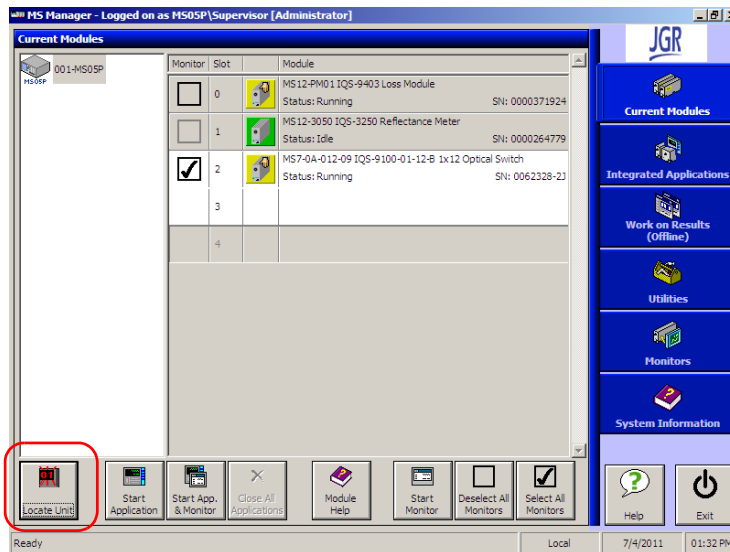 MS Manager - Logged on as MS05P\Supervisor [Administrator]
Current Modules
001-MS05P
MS05P
Monitor Slot Module
0
MS12-PM01 IQS-9403 Loss Module
Status: Running SN: 0000371924
1
MS12-3050 IQS-3250 Reflectance Meter
Status: Idle SN: 0000264779
2
MS7-0A-012-09 IQS-9100-01-12-B 1x12 Optical Switch
Status: Running SN: 0062328-2J
3
4
JGR
Current Modules
Integrated Applications
Work on Results
(Offline)
Utilities
Monitors
System Information
Locate Unit
Start
Application
Start App.
& Monitor
Close All
Applications
Module
Help
Start
Monitor
Deselect All
Monitors
Select All
Monitors
Help
Exit
Ready Local 7/4/2011 01:32 PM